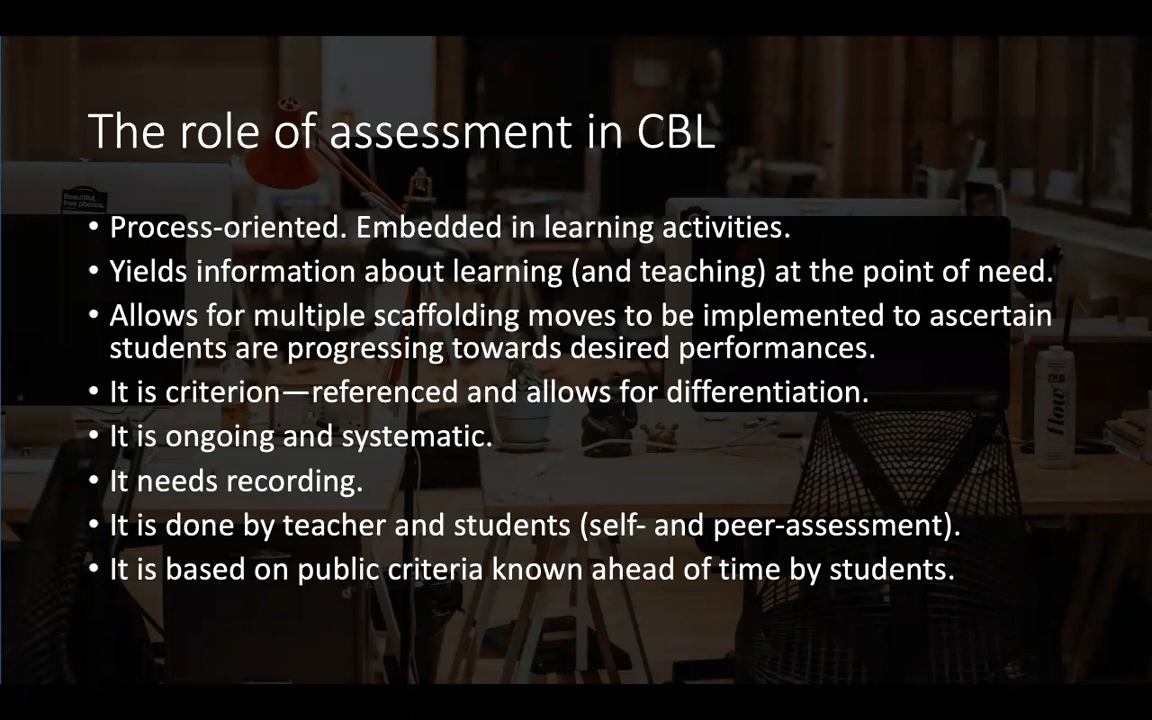 The role of assessment in CBL
Beautiful,
free photos.
• Process-oriented. Embedded in learning activities.
• Yields information about learning (and teaching) at the point of need.
• Allows for multiple scaffolding moves to be implemented to ascertain
students are progressing towards desired performances.
• It is criterion—referenced and allows for differentiation.
flow
• It is ongoing and systematic.
• It needs recording.
• It is done by teacher and students (self- and peer-assessment).
• It is based on public criteria known ahead of time by students.